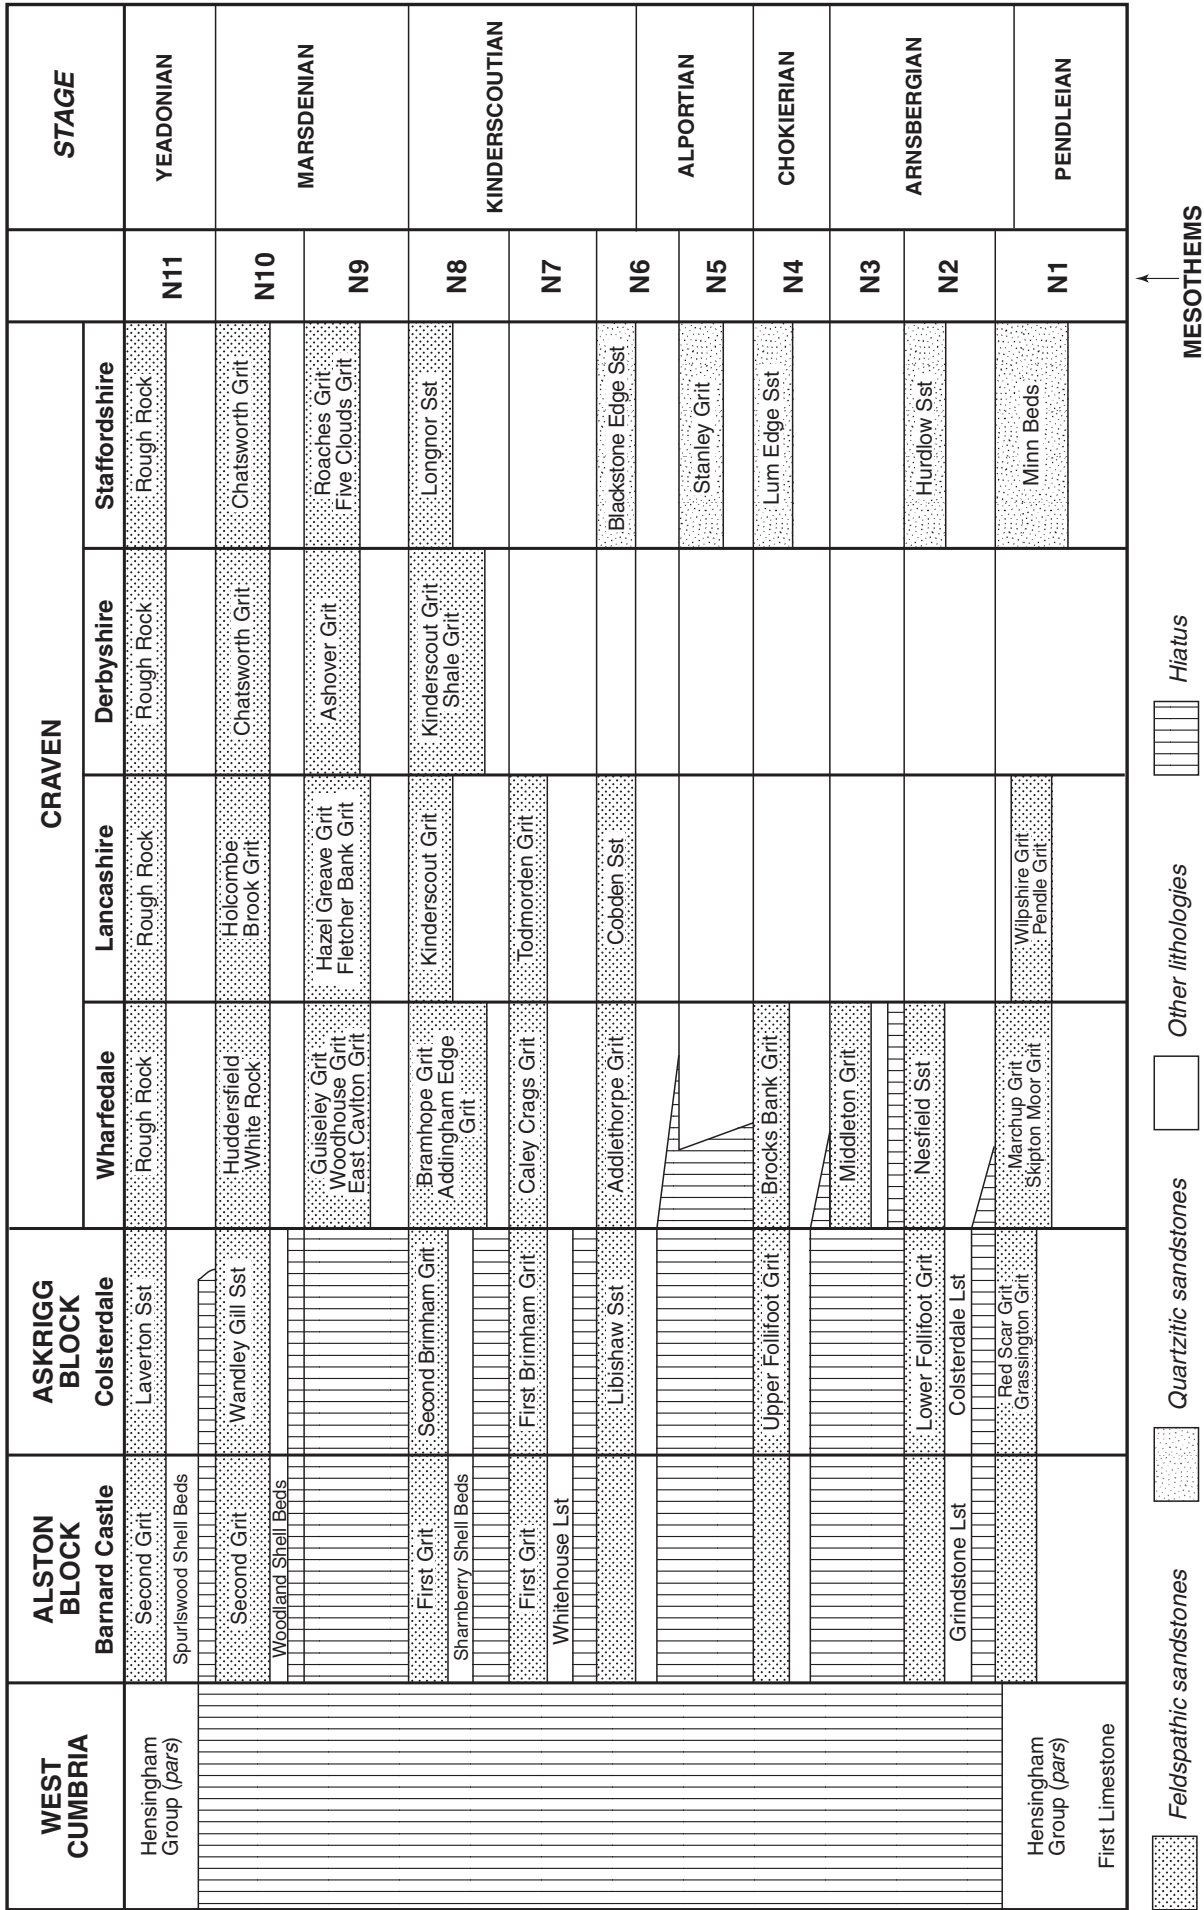 WEST
CUMBRIA
ALSTON
BLOCK
Barnard Castle
ASKRIGG
BLOCK
Colsterdale
CRAVEN
Wharfedale
Lancashire
Derbyshire
Staffordshire
STAGE
Hensingham
Group (pars)
Second Grit
Spurlswood Shell Beds
Laverton Sst
Rough Rock
Rough Rock
Rough Rock
Rough Rock
N11
YEADONIAN
Second Grit
Woodland Shell Beds
Wandley Gill Sst
Huddersfield
White Rock
Holcombe
Brook Grit
Chatsworth Grit
Chatsworth Grit
N10
MARSDENIAN
Guiseley Grit
Woodhouse Grit
East Cavlton Grit
Hazel Greave Grit
Fletcher Bank Grit
Ashover Grit
Roaches Grit
Five Clouds Grit
N9
First Grit
Sharnberry Shell Beds
Second Brimham Grit
Bramhope Grit
Addingham Edge
Grit
Kinderscout Grit
Kinderscout Grit
Shale Grit
Longnor Sst
N8
KINDERSCOUTIAN
First Grit
Whitehouse Lst
First Brimham Grit
Caley Crags Grit
Todmorden Grit
N7
Libishaw Sst
Addlethorpe Grit
Cobden Sst
Blackstone Edge Sst
N6
Stanley Grit
N5
ALPORTIAN
Upper Follifoot Grit
Brocks Bank Grit
Lum Edge Sst
N4
CHOKIERIAN
Middleton Grit
N3
ARNSBERGIAN
Grindstone Lst
Lower Follifoot Grit
Colsterdale Lst
Nesfield Sst
Hurdlow Sst
N2
Hensingham
Group (pars)
First Limestone
Red Scar Grit
Grassington Grit
Marchup Grit
Skipton Moor Grit
Wilpshire Grit
Pendle Grit
Minn Beds
N1
PENDLEIAN
MESOTHEMS
Feldspathic sandstones
Quartzitic sandstones
Other lithologies
Hiatus